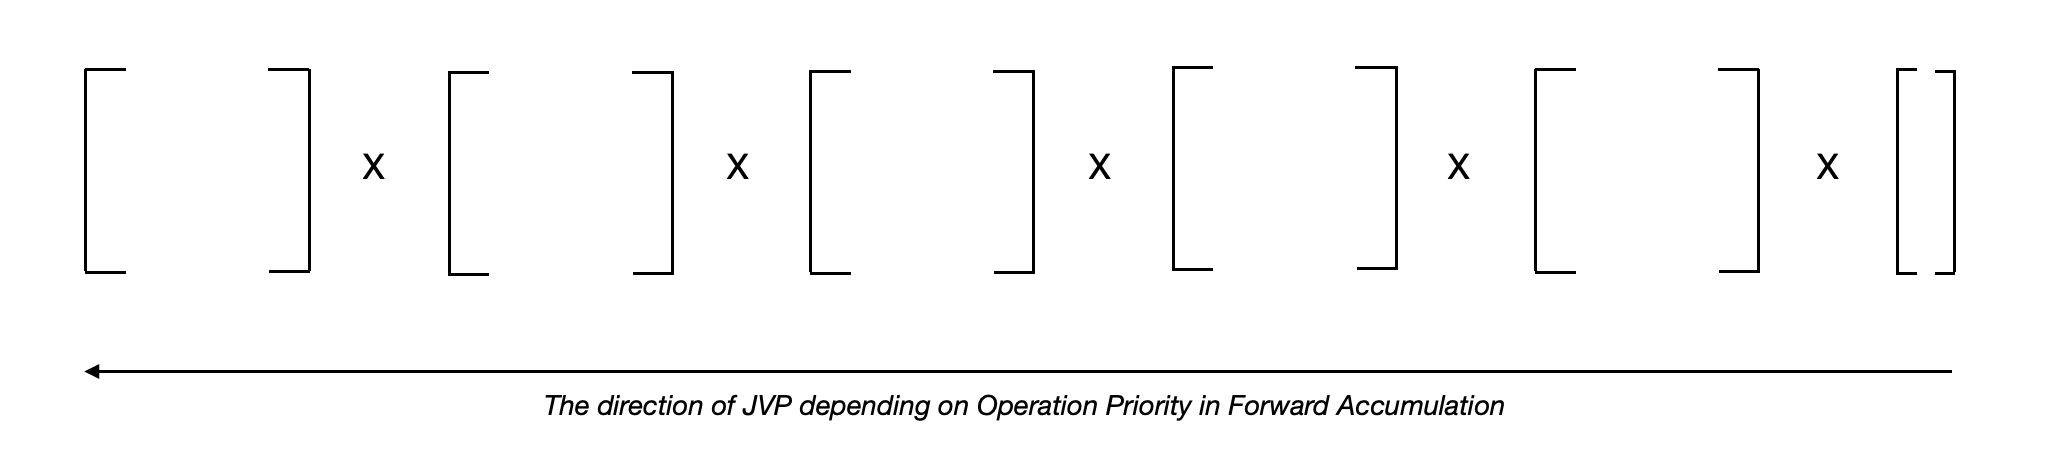 x x x x x
The direction of JVP depending on Operation Priority in Forward Accumulation